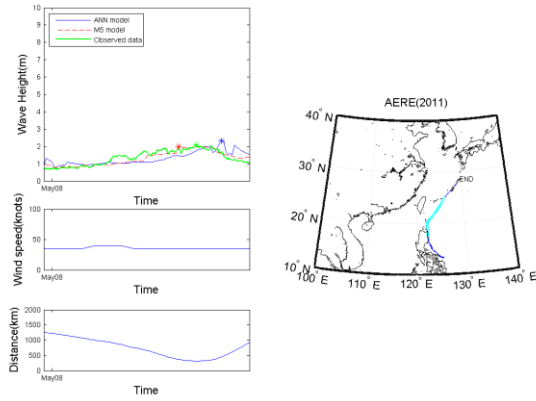 ANN model
M5 model
Observed data
Wave Height(m)
10
9
8
7
6
5
4
3
2
1
0
May08
Time
Wind speed(knots)
100
50
0
May08
Time
Distance(km)
2000
1500
1000
500
0
May08
Time
AERE(2011)
40° N
30° N
20° N
10° N
END
100° E
110° E
120° E
130° E
140° E